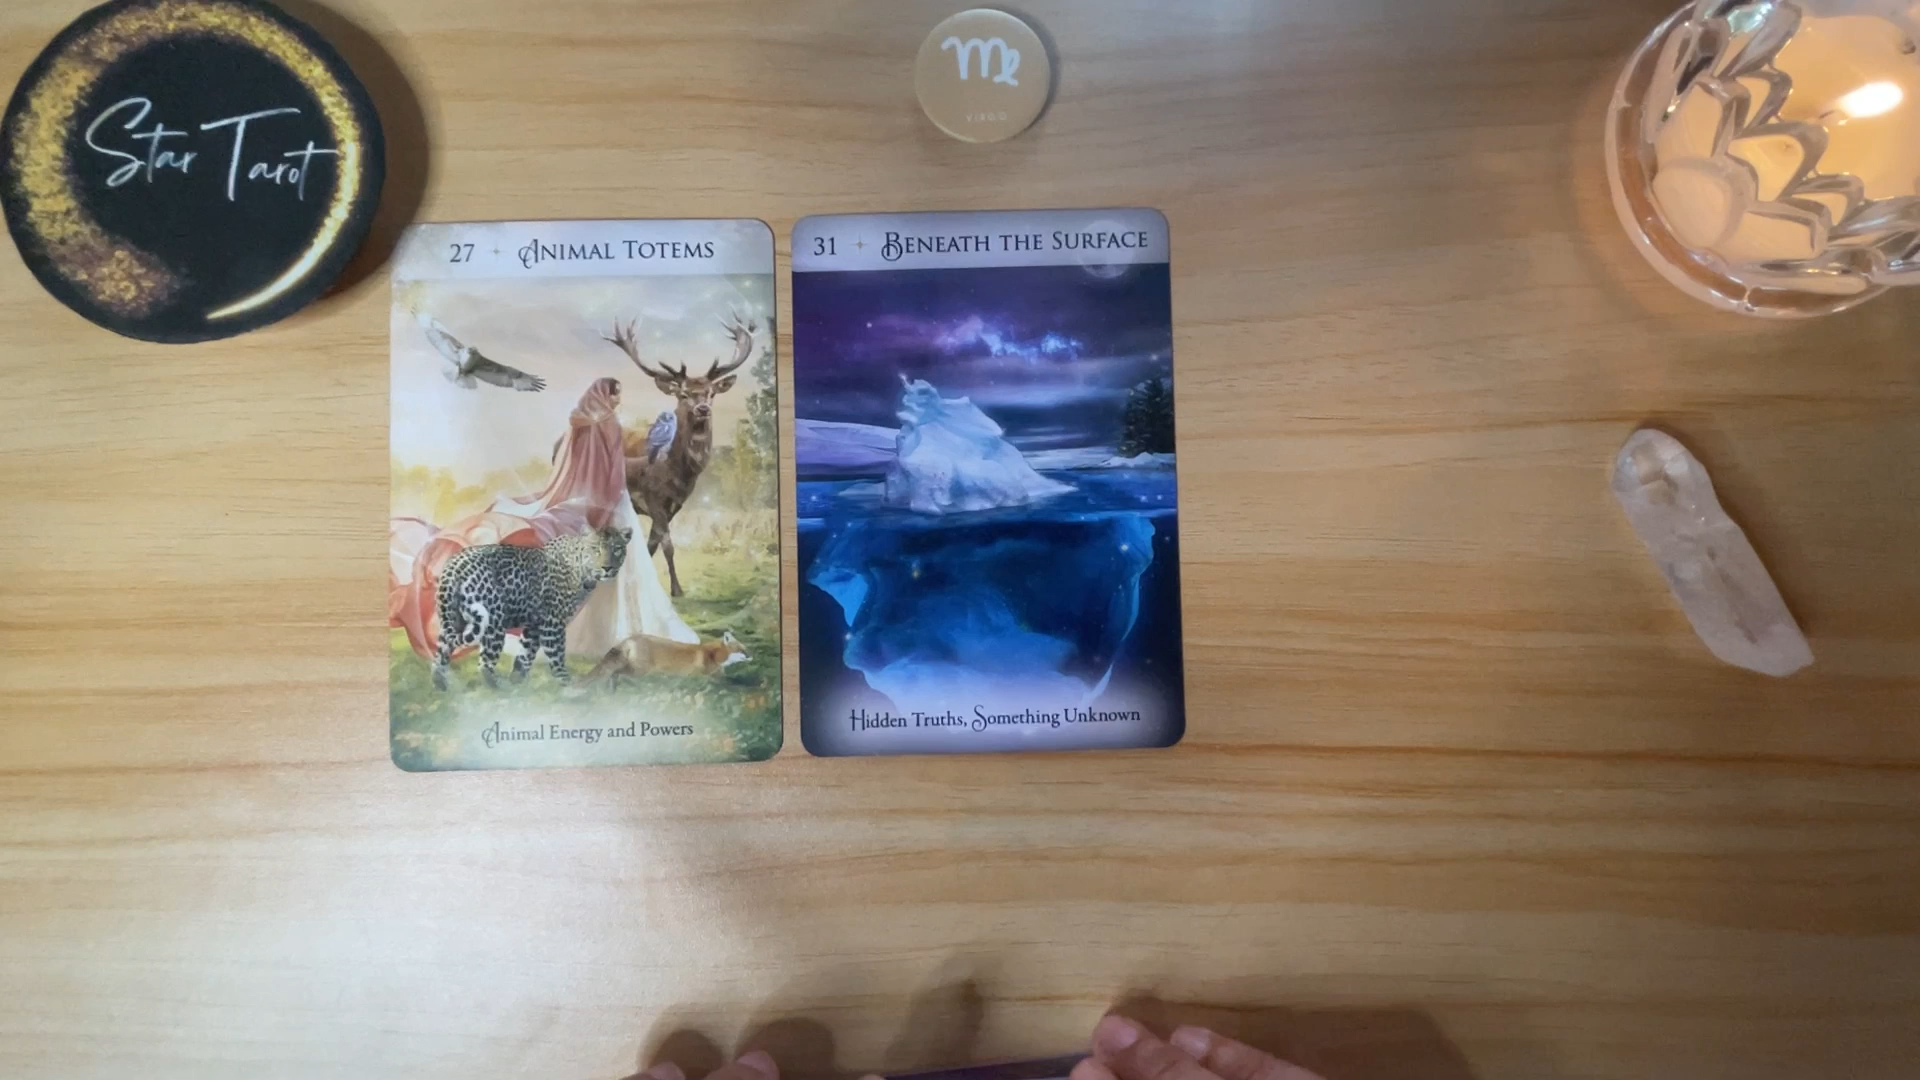 Star Tarot
VIRGO
27 Animal Totems
31 Beneath the Surface
Animal Energy and Powers
Hidden Truths, Something Unknown